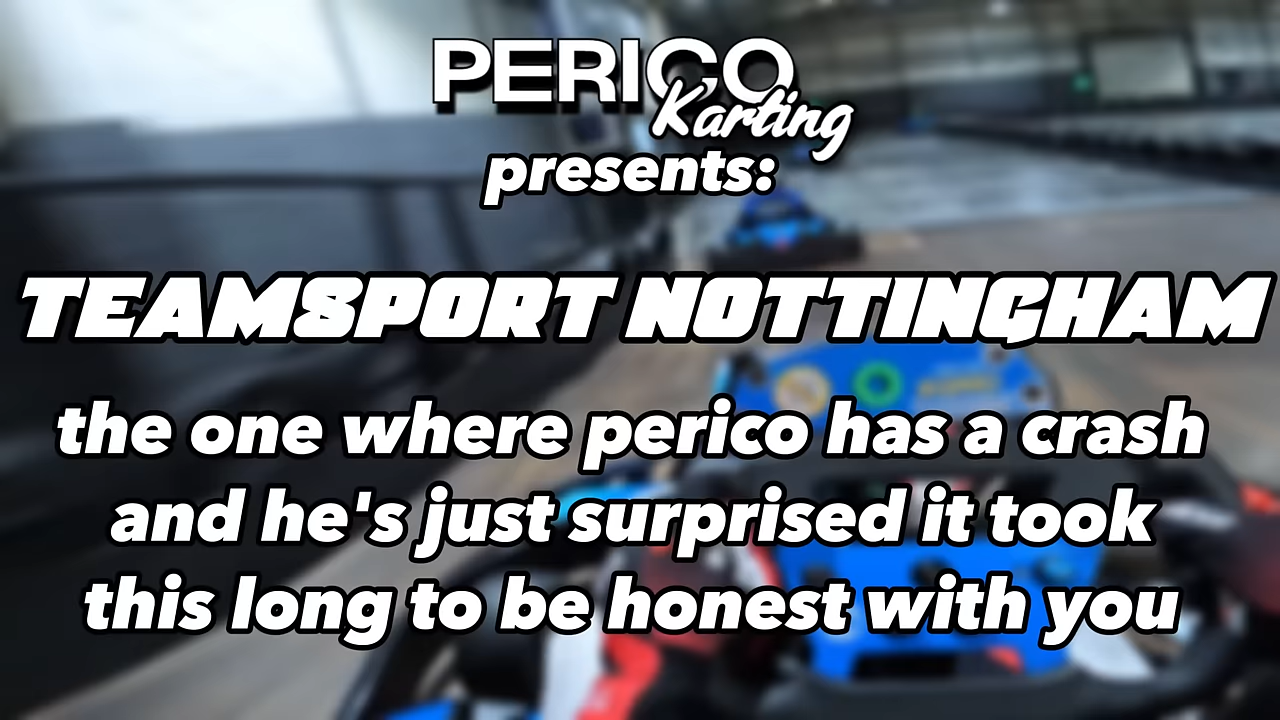 PERICO
Karting
presents:
TEAMSPORT NOTTINGHAM
the one where perico has a crash
and he's just surprised it took
this long to be honest with you